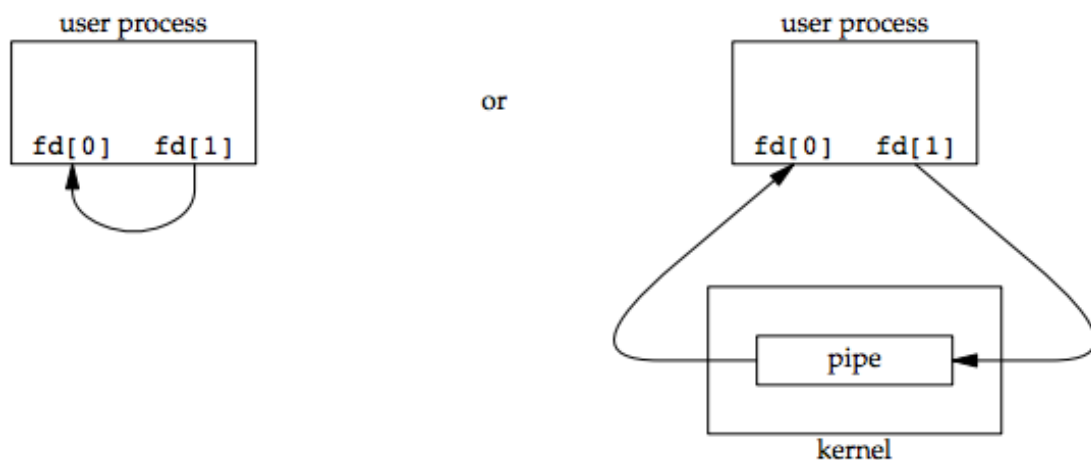 user process
fd[0] fd[1]
or
user process
fd[0] fd[1]
pipe
kernel